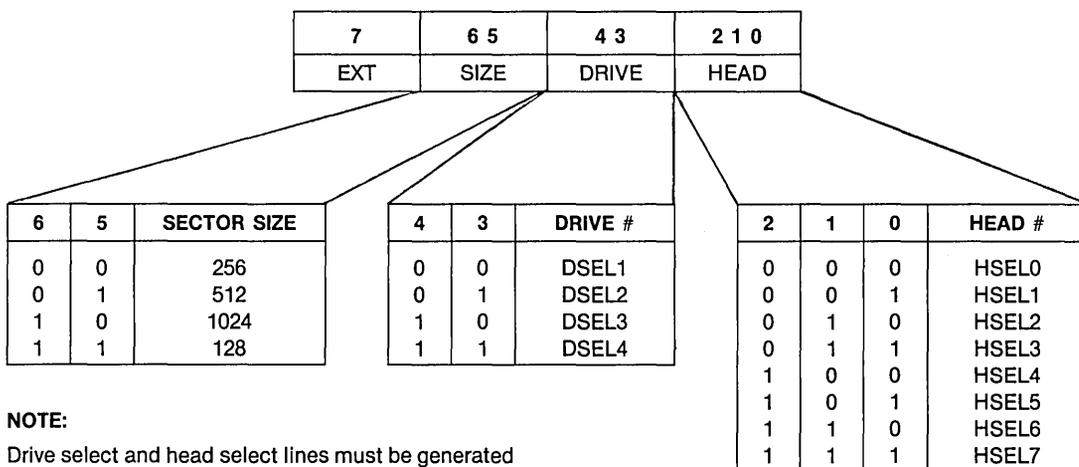 7 6 5 4 3 2 1 0
EXT SIZE DRIVE HEAD
6 5 SECTOR SIZE
0 0 256
0 1 512
1 0 1024
1 1 128
4 3 DRIVE #
0 0 DSEL1
0 1 DSEL2
1 0 DSEL3
1 1 DSEL4
2 1 0 HEAD #
0 0 0 HSEL0
0 0 1 HSEL1
0 1 0 HSEL2
0 1 1 HSEL3
1 0 0 HSEL4
1 0 1 HSEL5
1 1 0 HSEL6
1 1 1 HSEL7
NOTE:
Drive select and head select lines must be generated